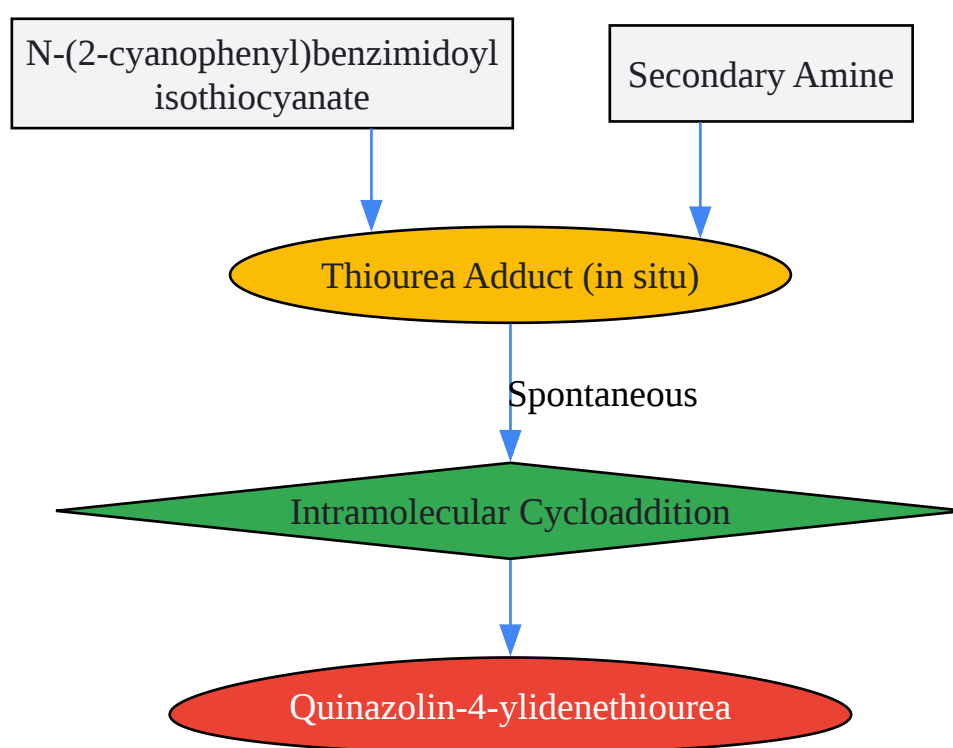 N-(2-cyanophenyl)benzimidoyl
isothiocyanate
Secondary Amine
Thiourea Adduct (in situ)
Spontaneous
Intramolecular Cycloaddition
Quinazolin-4-ylidenethiourea